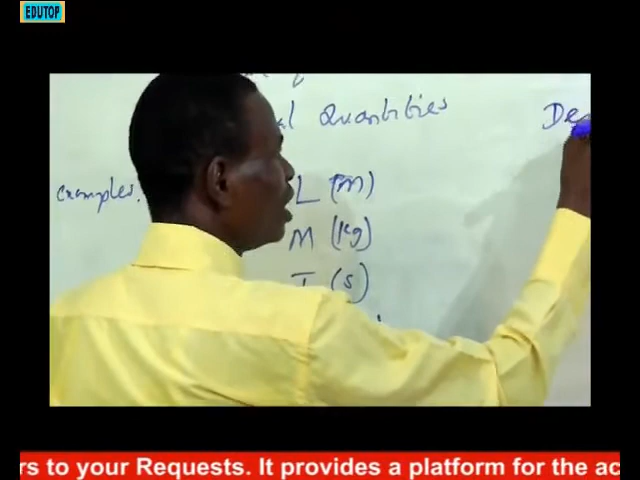 EDUTOP
Quantities
De
examples.
L (m)
M (kg)
T (s)
rs to your Requests. It provides a platform for the ac